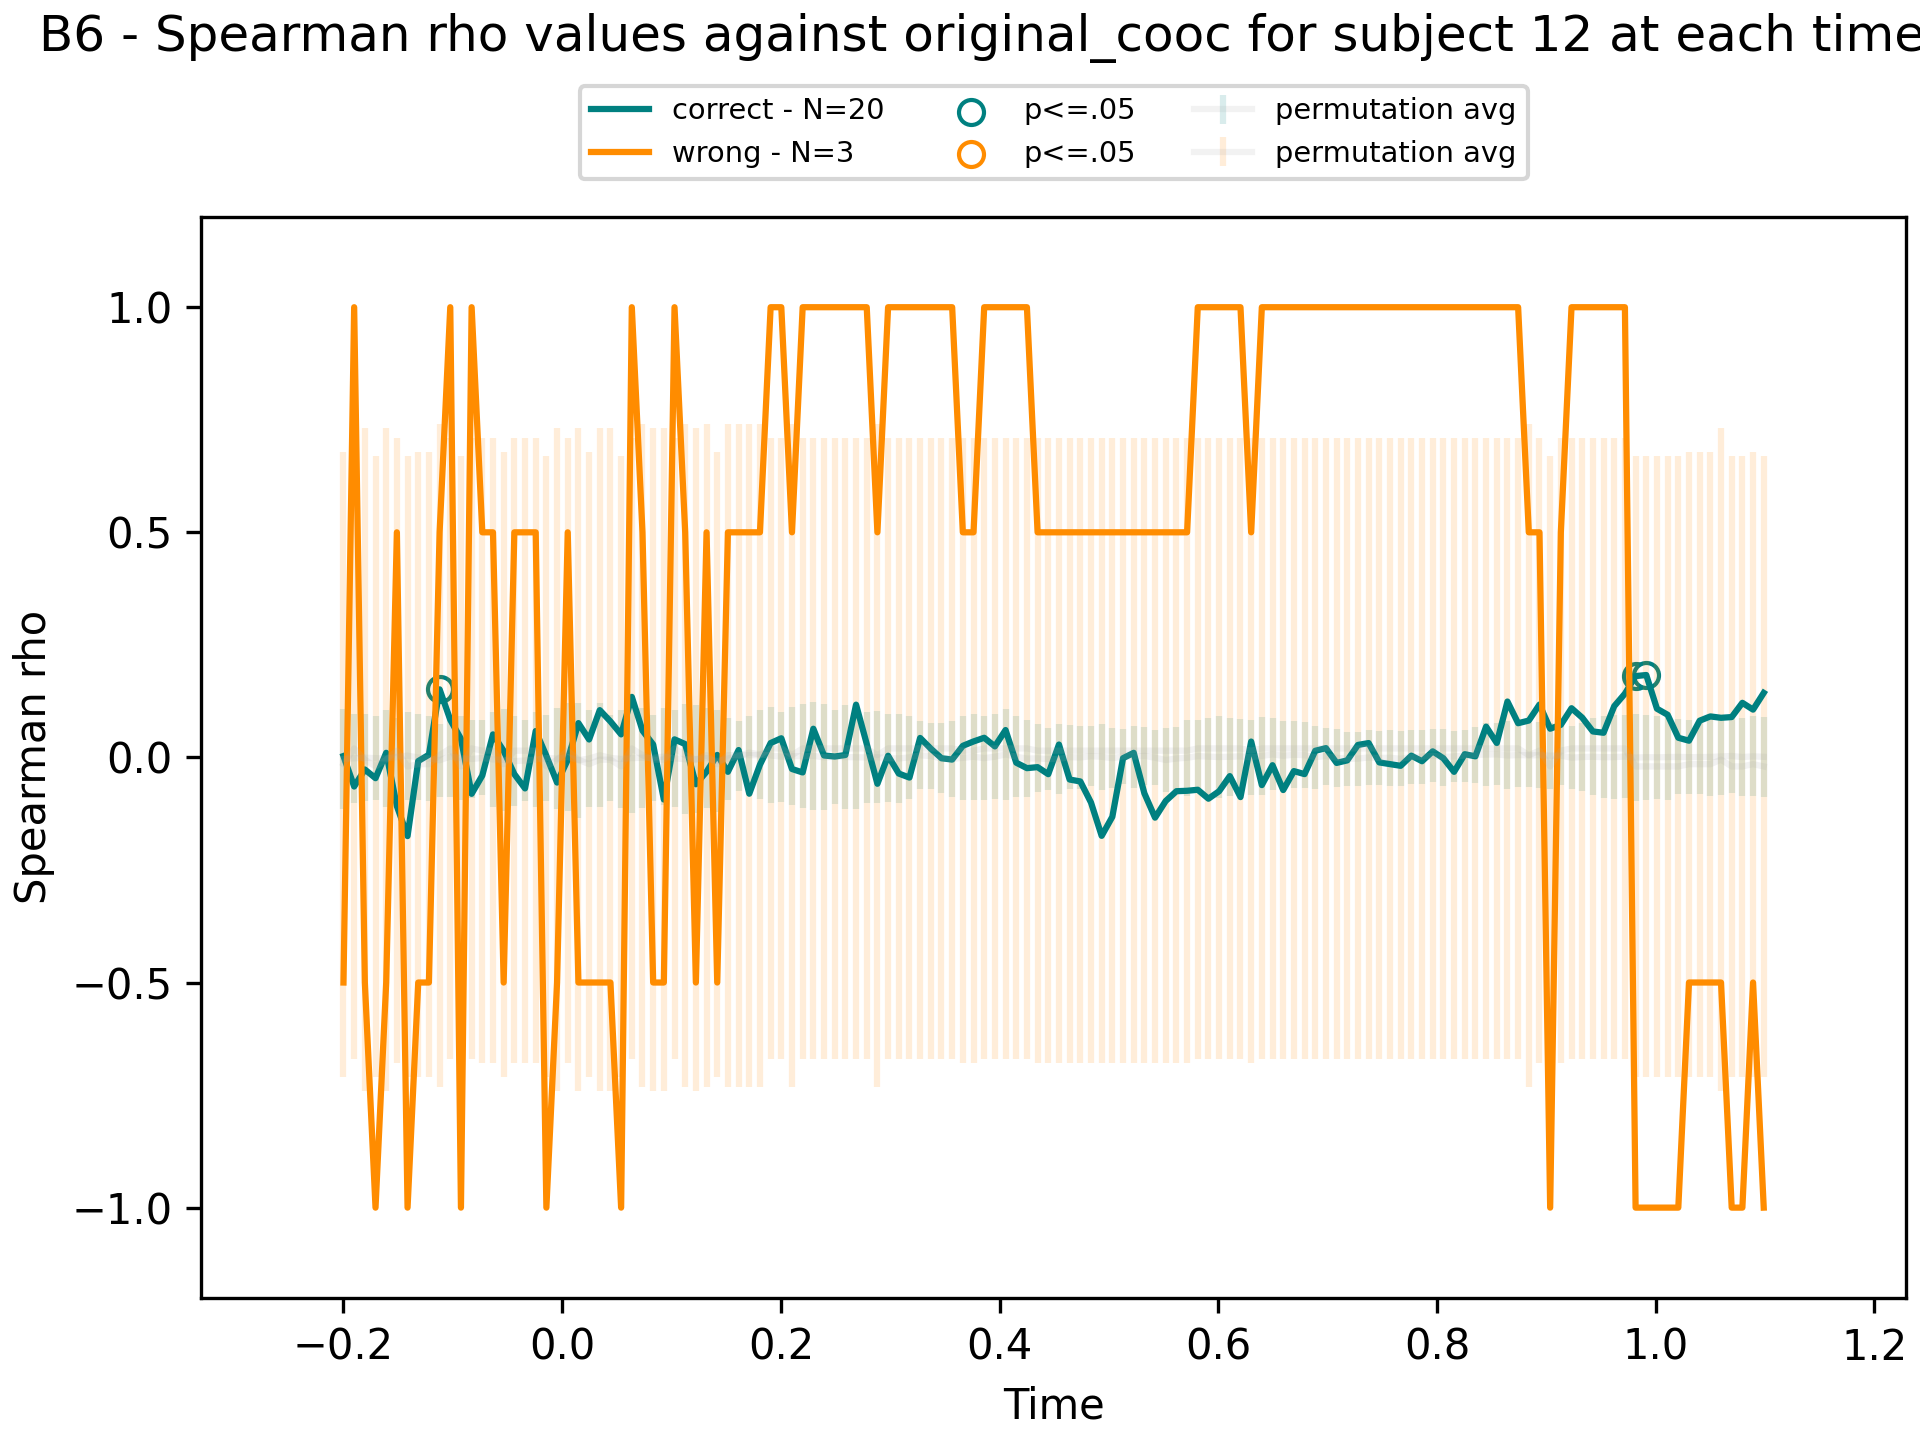 B6 - Spearman rho values against original_cooc for subject 12 at each time
correct - N=20
wrong - N=3
p<=.05
p<=.05
permutation avg
permutation avg
1.0
0.5
0.0
−0.5
−1.0
Spearman rho
−0.2
0.0
0.2
0.4
0.6
0.8
1.0
1.2
Time